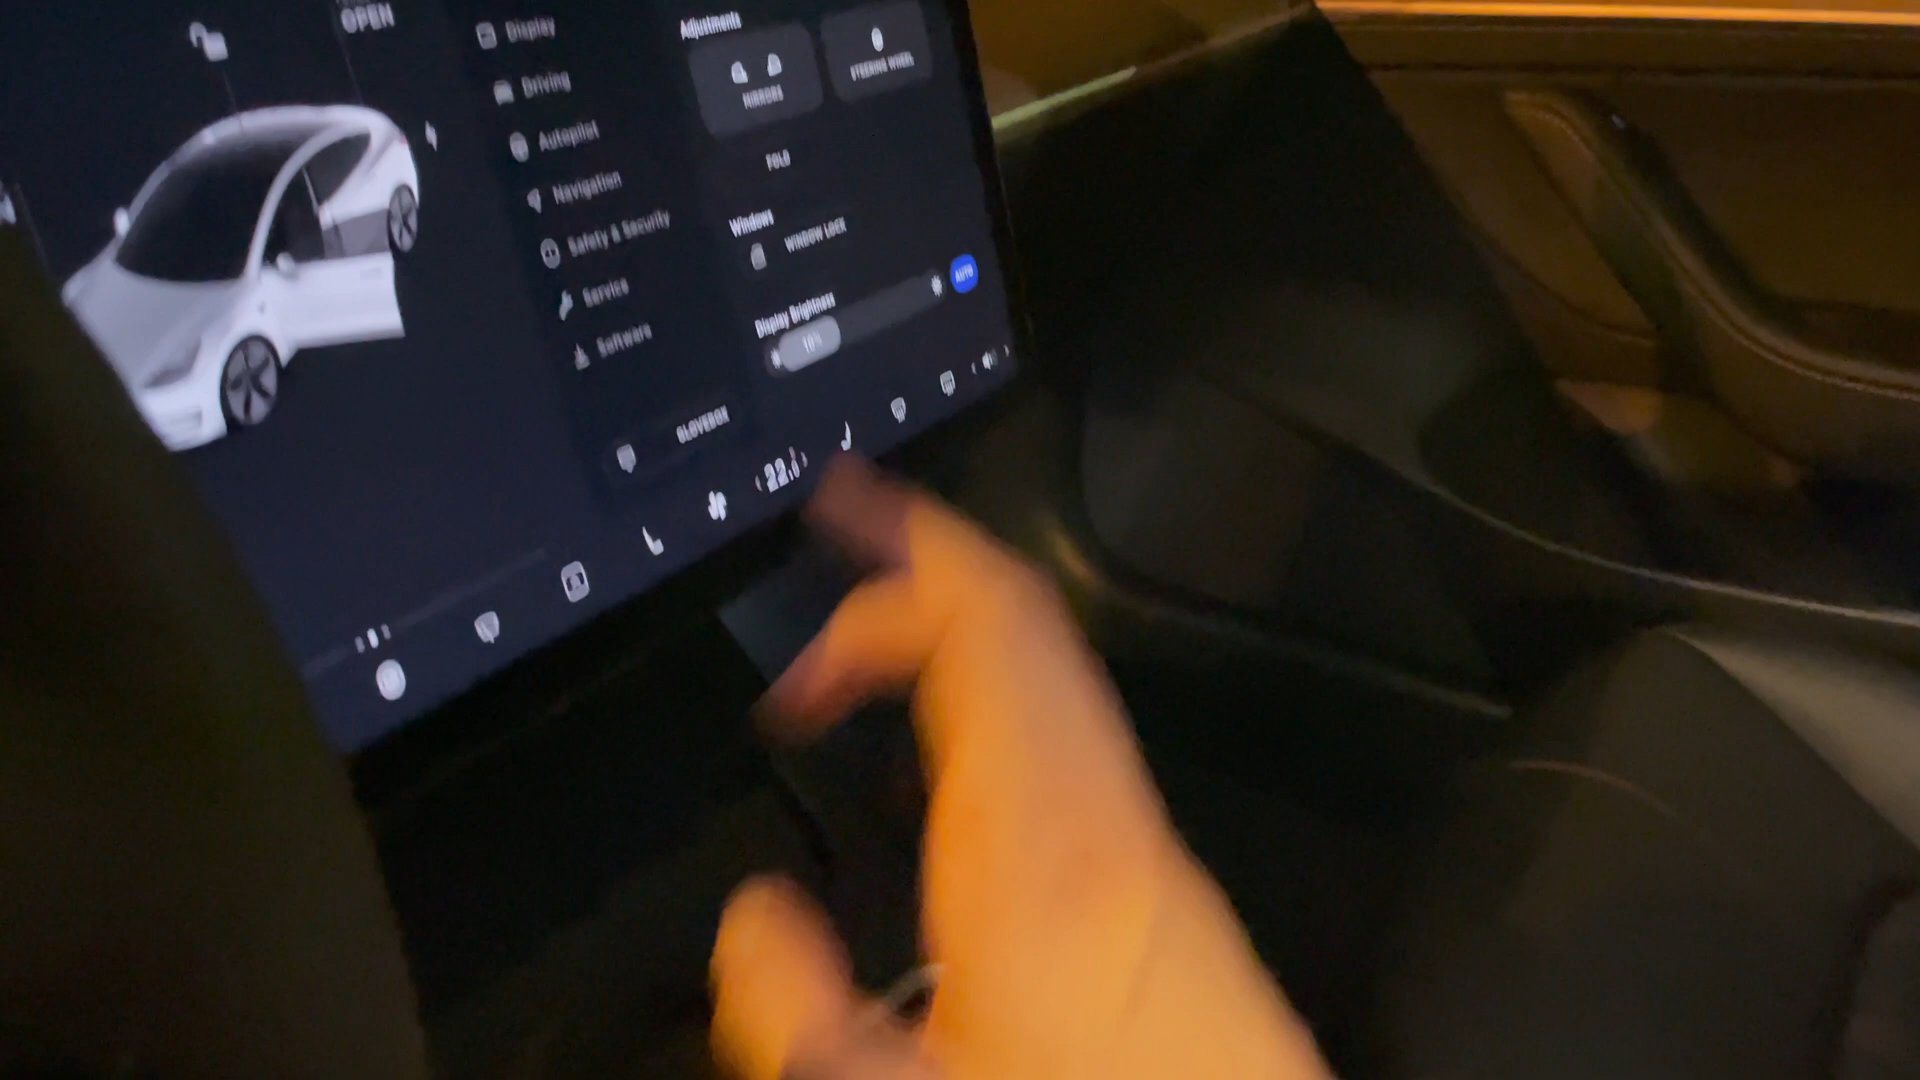 OPEN
Display
Driving
Autopilot
Navigation
Safety & Security
Service
Software
Adjustments
MIRRORS
STEERING WHEEL
FOLD
Windows
WINDOW LOCK
Display Brightness
10%
AUTO
GLOVEBOX
22.0